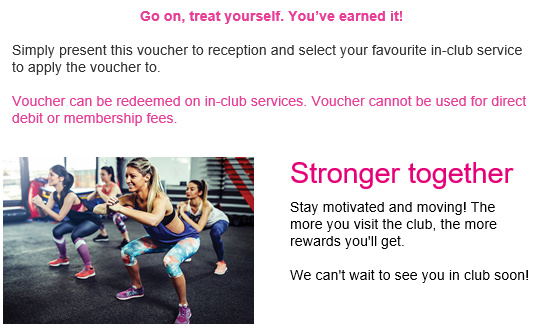 Go on, treat yourself. You’ve earned it!
Simply present this voucher to reception and select your favourite in-club service
to apply the voucher to.
Voucher can be redeemed on in-club services. Voucher cannot be used for direct
debit or membership fees.
Stronger together
Stay motivated and moving! The
more you visit the club, the more
rewards you'll get.
We can't wait to see you in club soon!